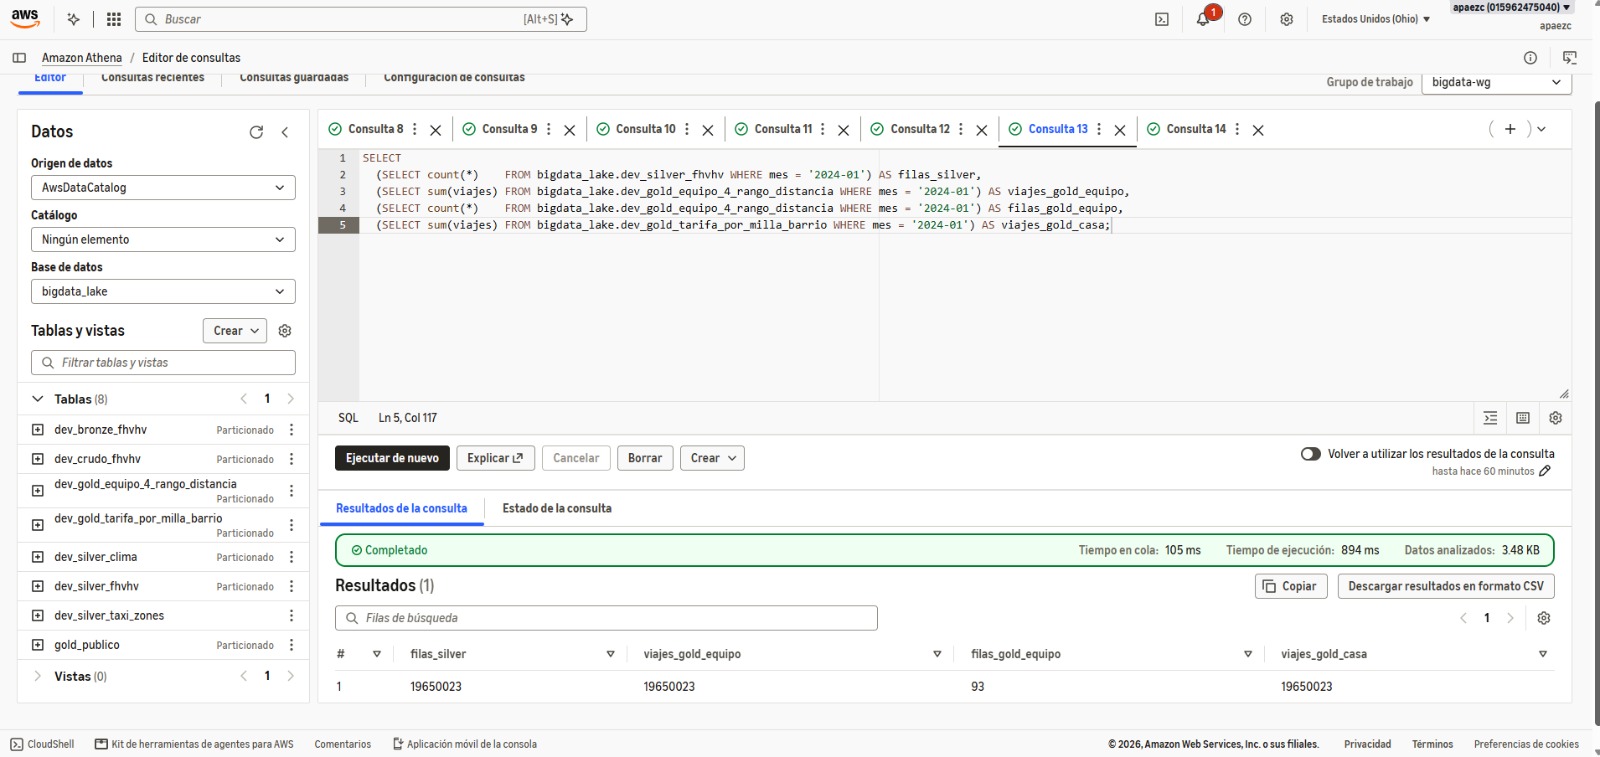 aws
Buscar [Alt+S]
1
Estados Unidos (Ohio)
apaezc (015962475040)
apaezc
Amazon Athena / Editor de consultas
Editor
Consultas recientes
Consultas guardadas
Configuración de consultas
Grupo de trabajo
bigdata-wg
Datos
Origen de datos
AwsDataCatalog
Catálogo
Ningún elemento
Base de datos
bigdata_lake
Tablas y vistas
Crear
Filtrar tablas y vistas
Tablas (8)
1
dev_bronze_fhvhv Particionado
dev_crudo_fhvhv Particionado
dev_gold_equipo_4_rango_distancia
Particionado
dev_gold_tarifa_por_milla_barrio
Particionado
dev_silver_clima Particionado
dev_silver_fhvhv Particionado
dev_silver_taxi_zones
gold_publico Particionado
Vistas (0)
1
Consulta 8
Consulta 9
Consulta 10
Consulta 11
Consulta 12
Consulta 13
Consulta 14
1 SELECT
2 (SELECT count(*) FROM bigdata_lake.dev_silver_fhvhv WHERE mes = '2024-01') AS filas_silver,
3 (SELECT sum(viajes) FROM bigdata_lake.dev_gold_equipo_4_rango_distancia WHERE mes = '2024-01') AS viajes_gold_equipo,
4 (SELECT count(*) FROM bigdata_lake.dev_gold_equipo_4_rango_distancia WHERE mes = '2024-01') AS filas_gold_equipo,
5 (SELECT sum(viajes) FROM bigdata_lake.dev_gold_tarifa_por_milla_barrio WHERE mes = '2024-01') AS viajes_gold_casa;
SQL Ln 5, Col 117
Ejecutar de nuevo
Explicar
Cancelar
Borrar
Crear
Volver a utilizar los resultados de la consulta
hasta hace 60 minutos
Resultados de la consulta
Estado de la consulta
Completado
Tiempo en cola: 105 ms
Tiempo de ejecución: 894 ms
Datos analizados: 3.48 KB
Resultados (1)
Copiar
Descargar resultados en formato CSV
Filas de búsqueda
1
# filas_silver viajes_gold_equipo filas_gold_equipo viajes_gold_casa
1 19650023 19650023 93 19650023
CloudShell
Kit de herramientas de agentes para AWS
Comentarios
Aplicación móvil de la consola
© 2026, Amazon Web Services, Inc. o sus filiales.
Privacidad
Términos
Preferencias de cookies